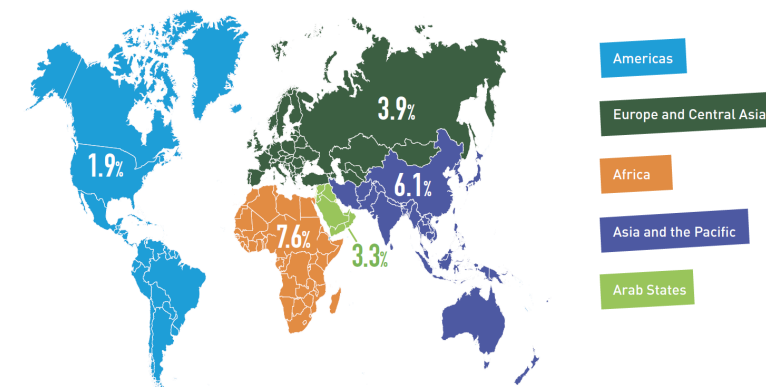 1.9%
3.9%
6.1%
7.6%
3.3%
Americas
Europe and Central Asia
Africa
Asia and the Pacific
Arab States